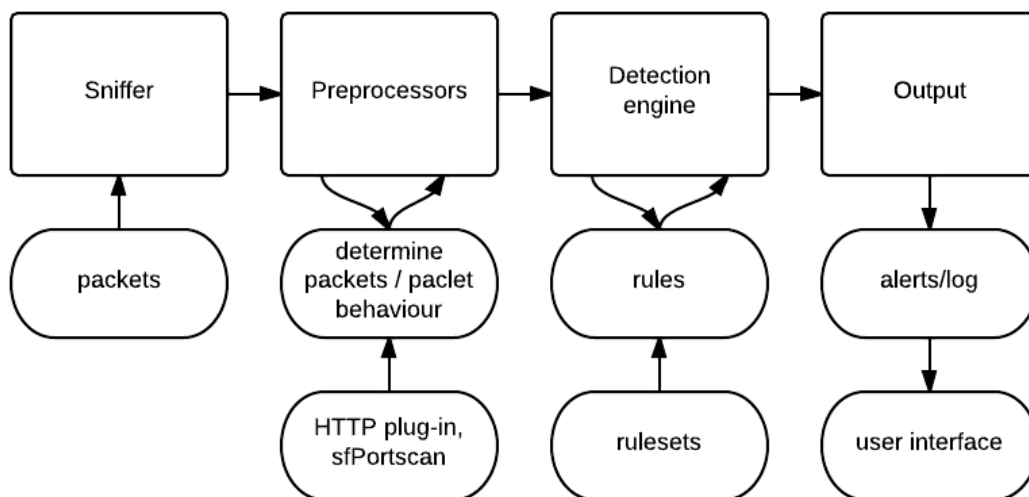 Sniffer
Preprocessors
Detection
engine
Output
packets
determine
packets / paclet
behaviour
rules
alerts/log
HTTP plug-in,
sfPortscan
rulesets
user interface